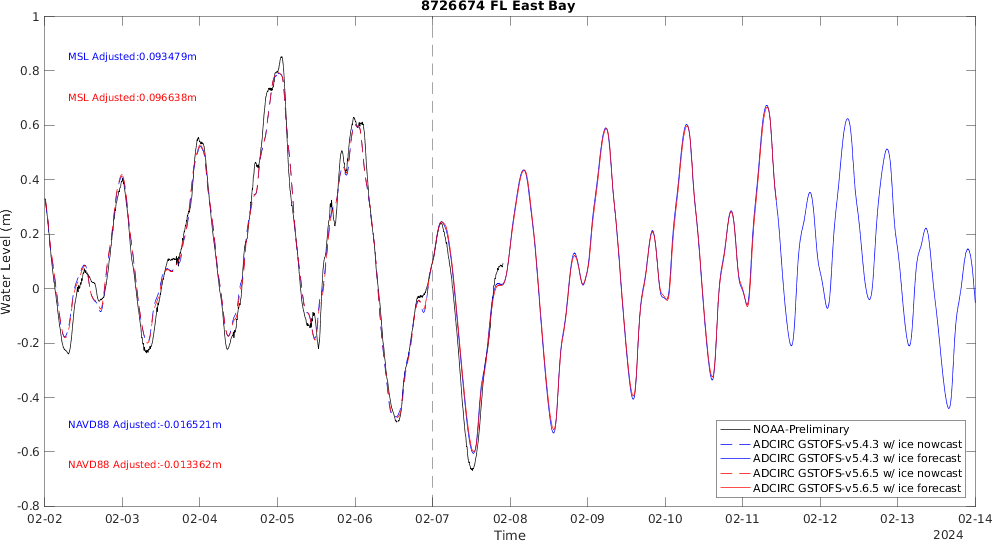 8726674 FL East Bay
1
0.8
0.6
0.4
0.2
0
-0.2
-0.4
-0.6
-0.8
Water Level (m)
MSL Adjusted:0.093479m
MSL Adjusted:0.096638m
NAVD88 Adjusted:-0.016521m
NAVD88 Adjusted:-0.013362m
NOAA-Preliminary
ADCIRC GSTOFS-v5.4.3 w/ ice nowcast
ADCIRC GSTOFS-v5.4.3 w/ ice forecast
ADCIRC GSTOFS-v5.6.5 w/ ice nowcast
ADCIRC GSTOFS-v5.6.5 w/ ice forecast
02-02 02-03 02-04 02-05 02-06 02-07 02-08 02-09 02-10 02-11 02-12 02-13 02-14
Time
2024